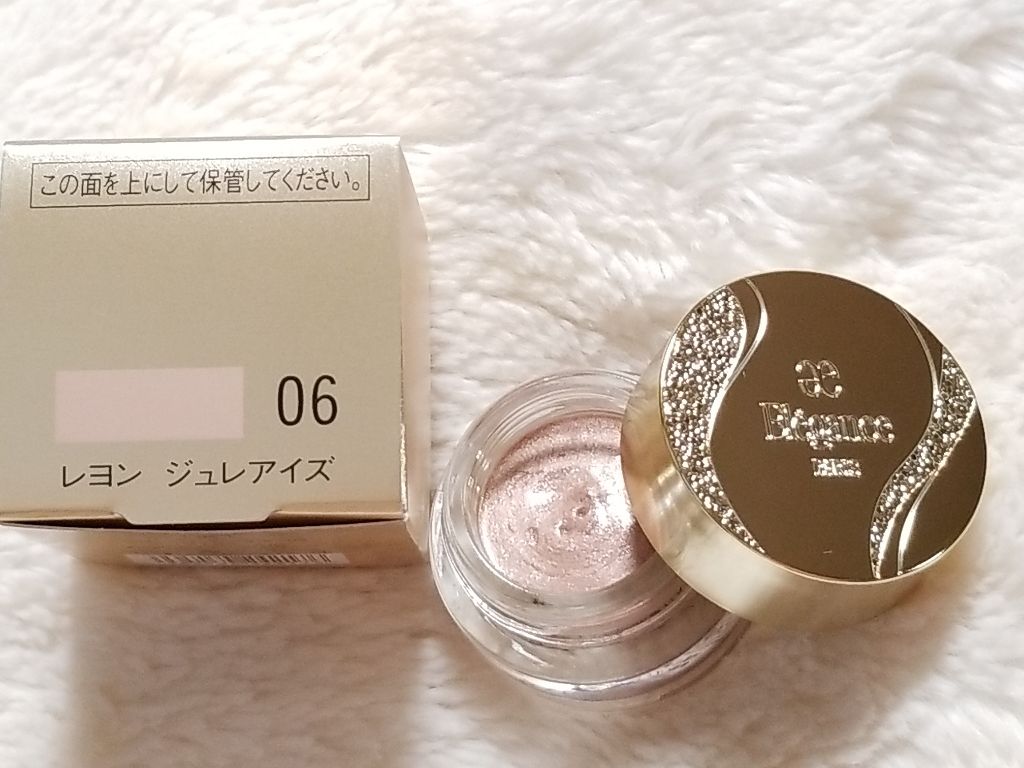 この面を上にして保管してください。
06
レヨン ジュレアイズ
Elégance
PARIS